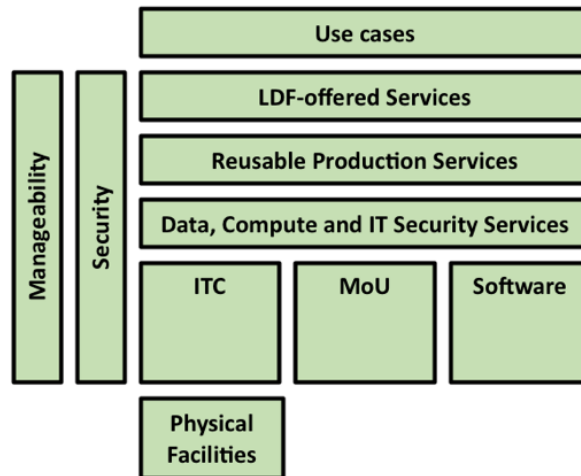 Use cases
LDF-offered Services
Reusable Production Services
Data, Compute and IT Security Services
Manageability
Security
ITC
MoU
Software
Physical
Facilities